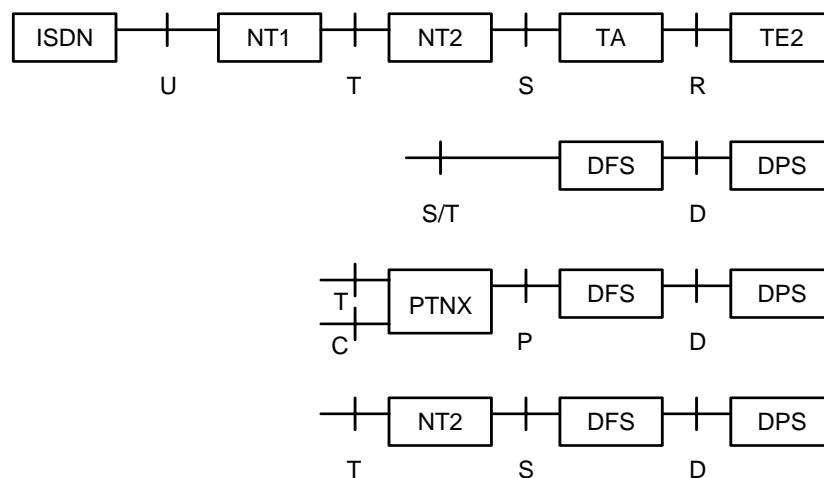 ISDN NT1 NT2 TA TE2
U T S R
DFS DPS
S/T D
T PTNX DFS DPS
C P D
NT2 DFS DPS
T S D